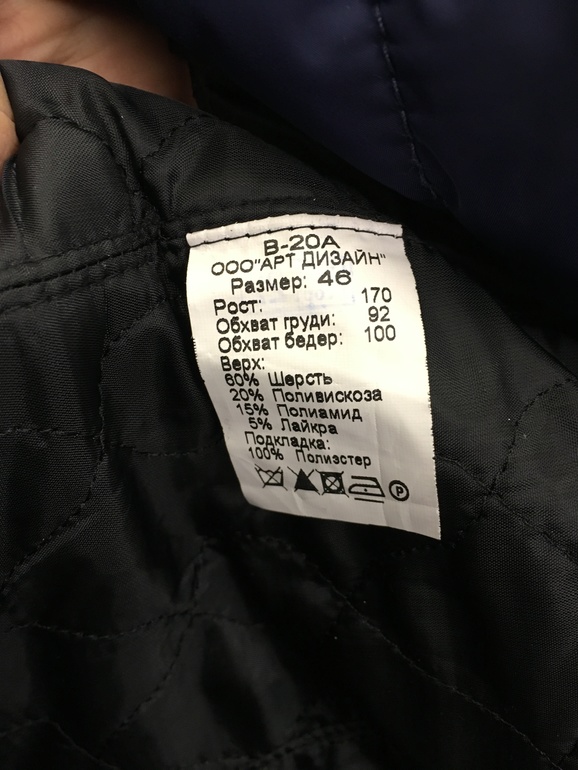 В-20А
ООО"АРТ ДИЗАЙН"
Размер: 46
Рост: 170
Обхват груди: 92
Обхват бедер: 100
Верх:
60% Шерсть
20% Поливискоза
15% Полиамид
5% Лайкра
Подкладка:
100% Полиэстер
P